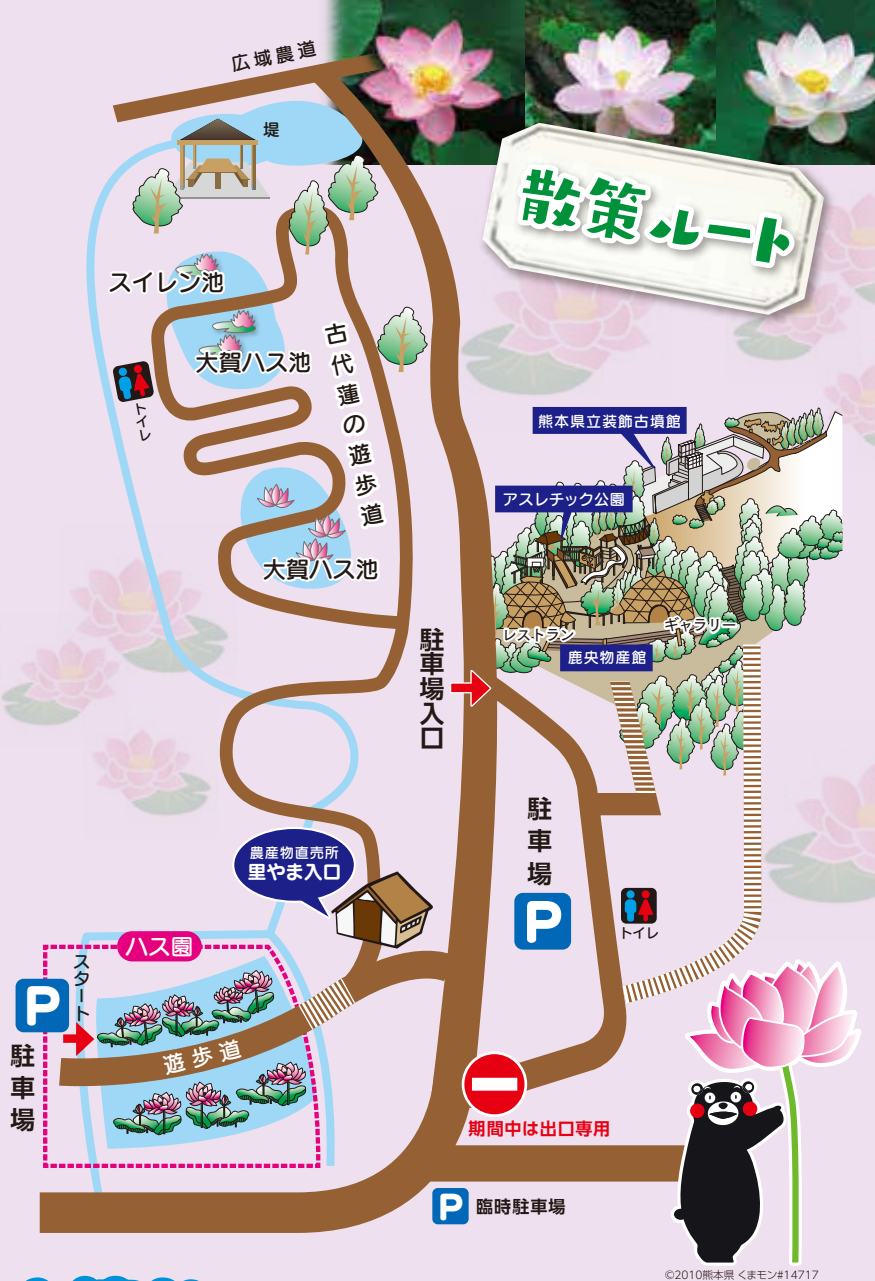 広域農道
堤
散策ルート
スイレン池
大賀ハス池
古代蓮の遊歩道
トイレ
熊本県立装飾古墳館
アスレチック公園
大賀ハス池
レストラン
ギャラリー
鹿央物産館
駐車場入口
駐車場
P
農産物直売所
里やま入口
トイレ
ハス園
スタート
P
駐車場
遊歩道
期間中は出口専用
P 臨時駐車場
©2010熊本県 くまモン#14717